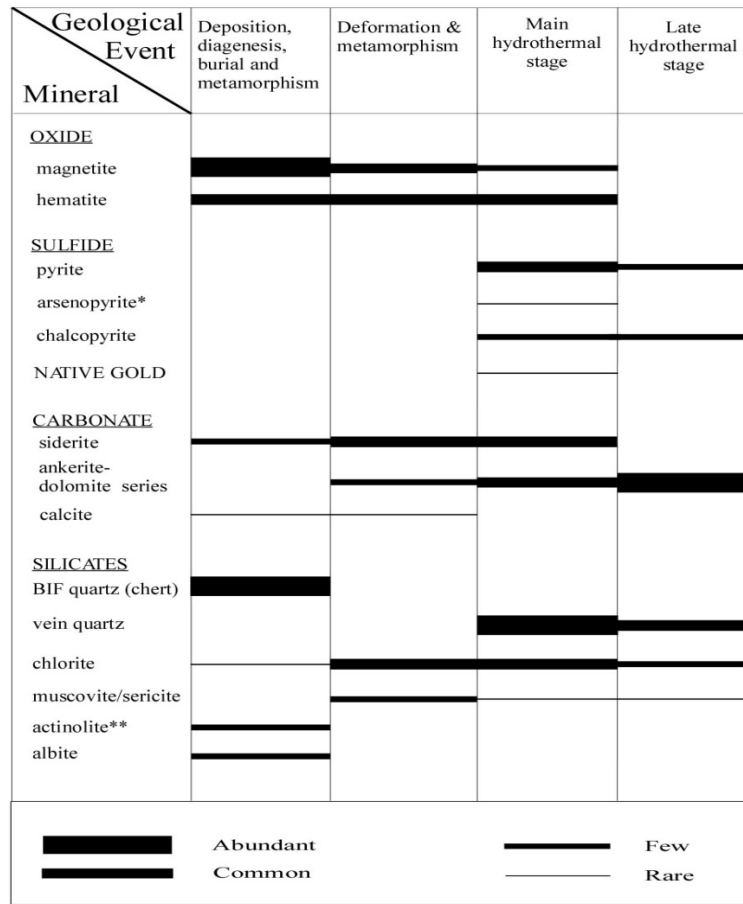 Geological
Event
Mineral
Deposition,
diagenesis,
burial and
metamorphism
Deformation &
metamorphism
Main
hydrothermal
stage
Late
hydrothermal
stage
OXIDE
magnetite
hematite
SULFIDE
pyrite
arsenopyrite*
chalcopyrite
NATIVE GOLD
CARBONATE
siderite
ankerite-
dolomite series
calcite
SILICATES
BIF quartz (chert)
vein quartz
chlorite
muscovite/sericite
actinolite**
albite
Abundant
Common
Few
Rare